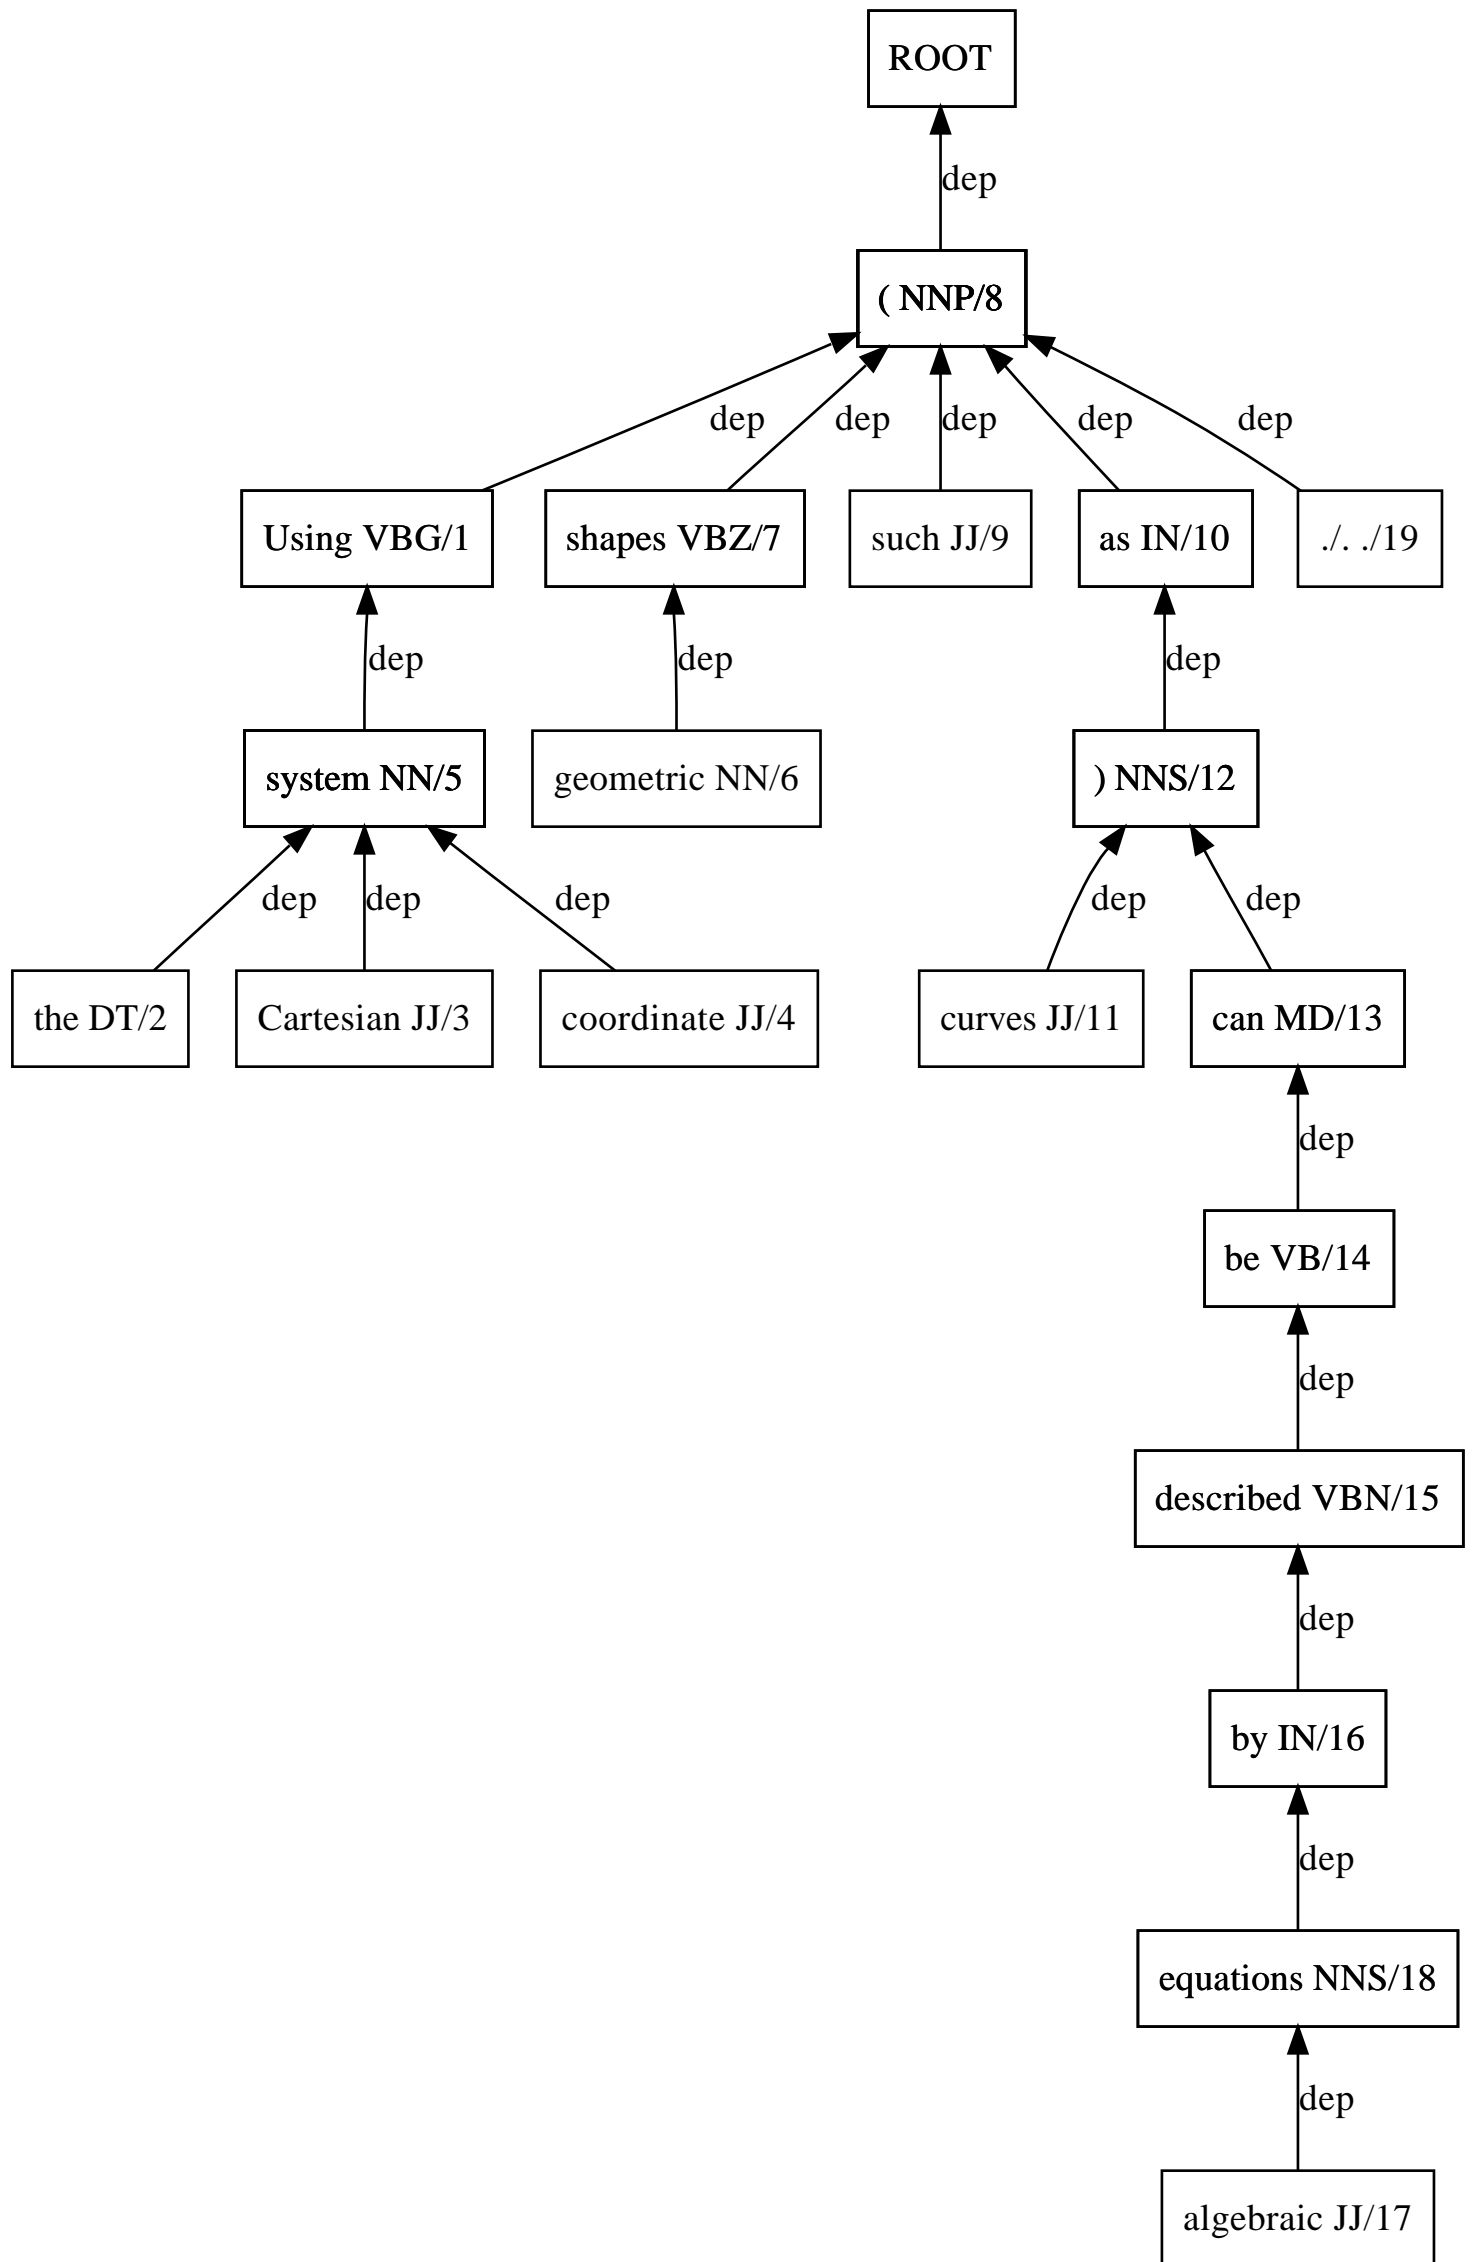 ROOT
dep
( NNP/8
dep dep dep dep dep
Using VBG/1 shapes VBZ/7 such JJ/9 as IN/10 ./. ./19
dep dep dep
system NN/5 geometric NN/6 ) NNS/12
dep dep dep dep dep
the DT/2 Cartesian JJ/3 coordinate JJ/4 curves JJ/11 can MD/13
dep
be VB/14
dep
described VBN/15
dep
by IN/16
dep
equations NNS/18
dep
algebraic JJ/17